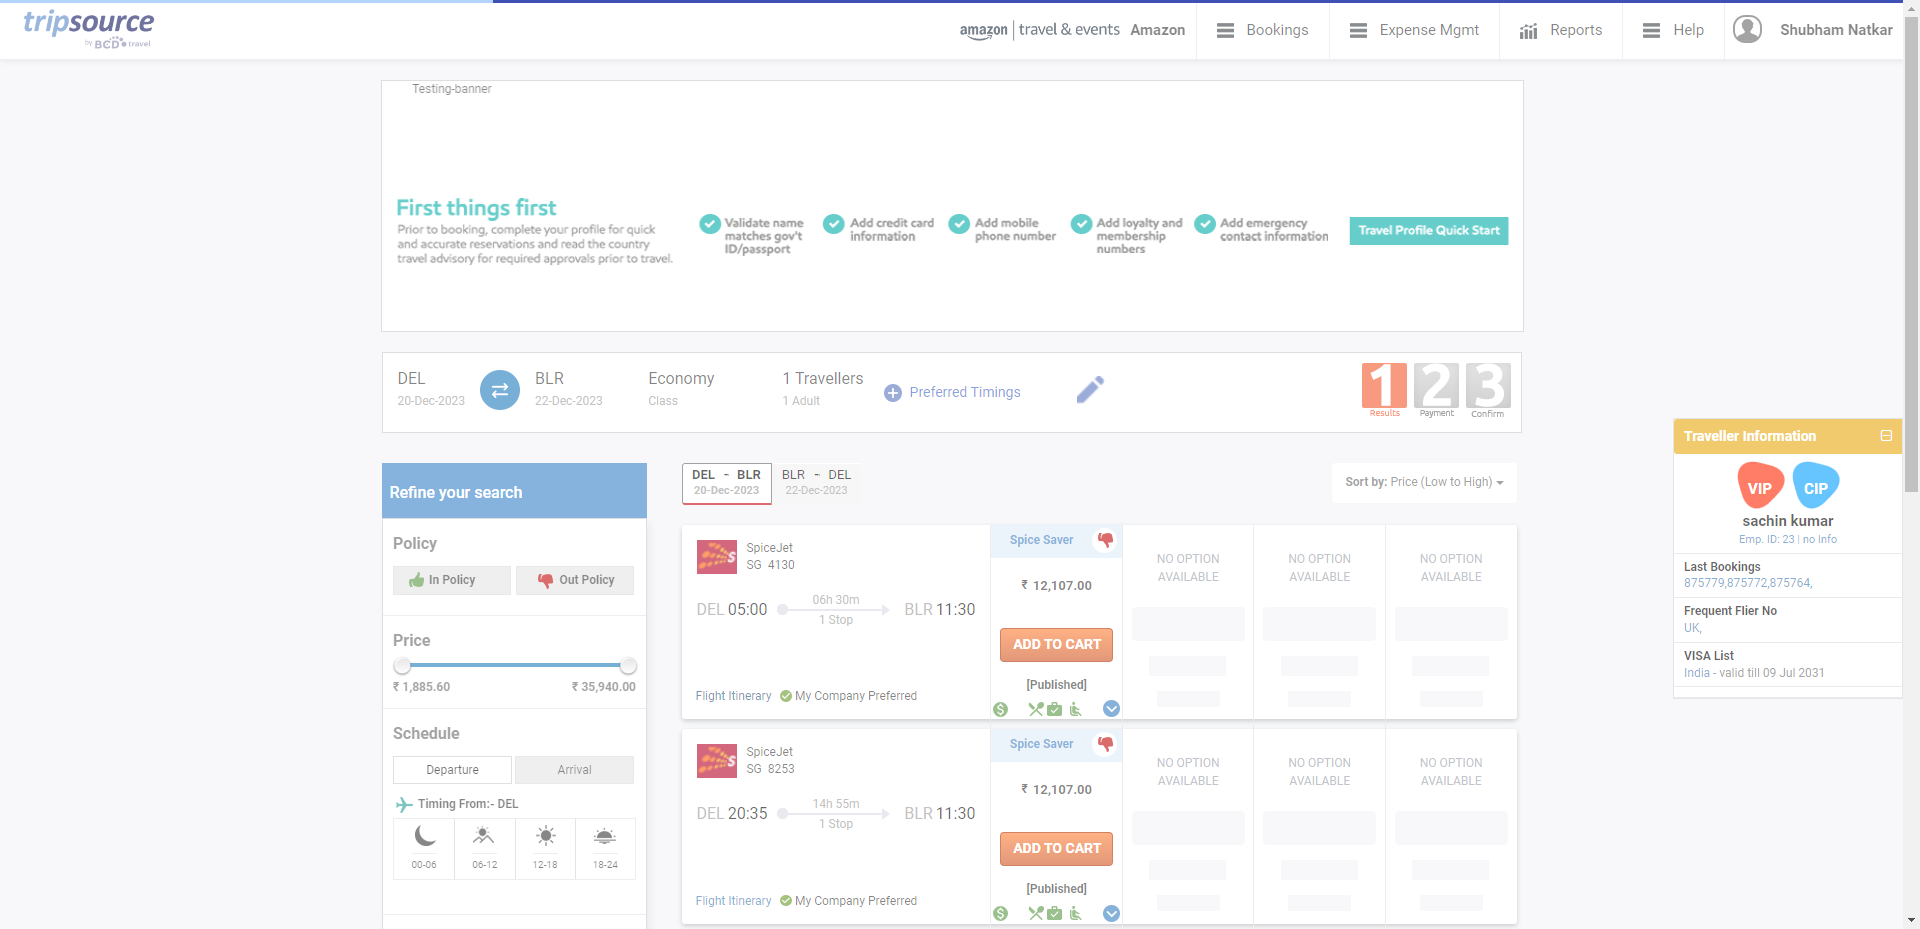 tripsource
by BCD travel
amazon | travel & events Amazon
Bookings
Expense Mgmt
Reports
Help
Shubham Natkar
Testing-banner
First things first
Prior to booking, complete your profile for quick
and accurate reservations and read the country
travel advisory for required approvals prior to travel.
Validate name
matches gov't
ID/passport
Add credit card
information
Add mobile
phone number
Add loyalty and
membership
numbers
Add emergency
contact information
Travel Profile Quick Start
DEL
20-Dec-2023
BLR
22-Dec-2023
Economy
Class
1 Travellers
1 Adult
Preferred Timings
1
Results
2
Payment
3
Confirm
Traveller Information
VIP CIP
sachin kumar
Emp. ID: 23 | no Info
Last Bookings
875779,875772,875764,
Frequent Flier No
UK,
VISA List
India - valid till 09 Jul 2031
Refine your search
Policy
In Policy
Out Policy
Price
₹ 1,885.60
₹ 35,940.00
Schedule
Departure
Arrival
Timing From:- DEL
00-06
06-12
12-18
18-24
DEL - BLR
20-Dec-2023
BLR - DEL
22-Dec-2023
Sort by: Price (Low to High)
SpiceJet
SG 4130
DEL 05:00
06h 30m
1 Stop
BLR 11:30
Flight Itinerary
My Company Preferred
Spice Saver
₹ 12,107.00
ADD TO CART
[Published]
NO OPTION
AVAILABLE
NO OPTION
AVAILABLE
NO OPTION
AVAILABLE
SpiceJet
SG 8253
DEL 20:35
14h 55m
1 Stop
BLR 11:30
Flight Itinerary
My Company Preferred
Spice Saver
₹ 12,107.00
ADD TO CART
[Published]
NO OPTION
AVAILABLE
NO OPTION
AVAILABLE
NO OPTION
AVAILABLE